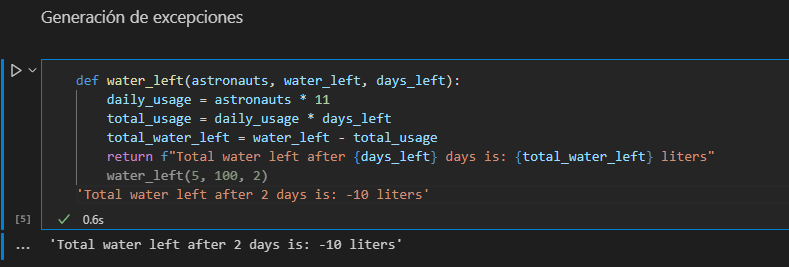 Generación de excepciones
def water_left(astronauts, water_left, days_left):
    daily_usage = astronauts * 11
    total_usage = daily_usage * days_left
    total_water_left = water_left - total_usage
    return f"Total water left after {days_left} days is: {total_water_left} liters"
    water_left(5, 100, 2)
'Total water left after 2 days is: -10 liters'
[5] 0.6s
... 'Total water left after 2 days is: -10 liters'